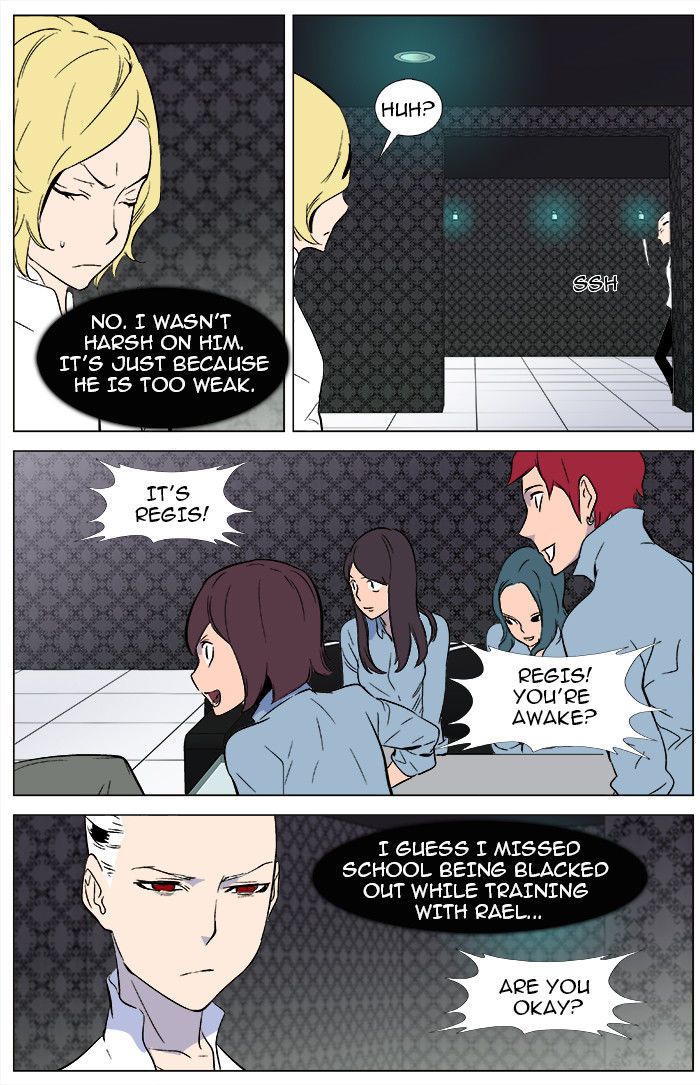 NO. I WASN'T
HARSH ON HIM.
IT'S JUST BECAUSE
HE IS TOO WEAK.
HUH?
SSH
IT'S
REGIS!
REGIS!
YOU'RE
AWAKE?
I GUESS I MISSED
SCHOOL BEING BLACKED
OUT WHILE TRAINING
WITH RAEL...
ARE YOU
OKAY?